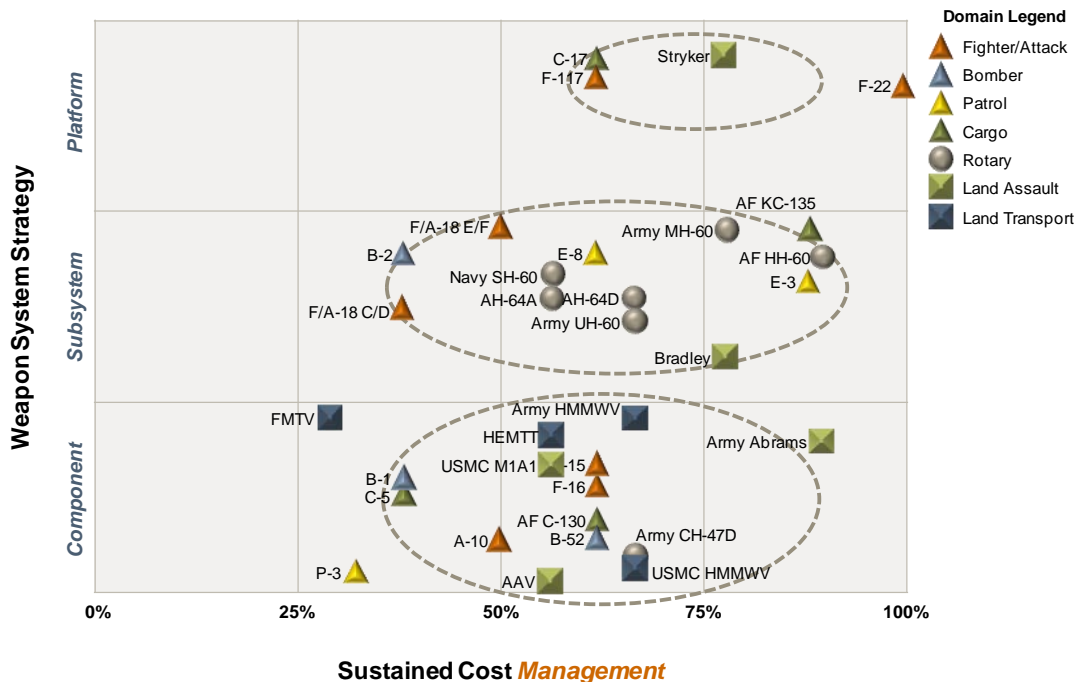 Domain Legend
Fighter/Attack
Bomber
Patrol
Cargo
Rotary
Land Assault
Land Transport
Weapon System Strategy
Platform
C-17
F-117
Stryker
F-22
Subsystem
AF KC-135
F/A-18 E/F
Army MH-60
B-2
E-8
AF HH-60
Navy SH-60
E-3
AH-64A
AH-64D
F/A-18 C/D
Army UH-60
Bradley
Component
FMTV
Army HMMWV
HEMTT
Army Abrams
USMC M1A1
-15
B-1
F-16
C-5
AF C-130
A-10
B-52
Army CH-47D
P-3
AAV
USMC HMMWV
0%
25%
50%
75%
100%
Sustained Cost Management